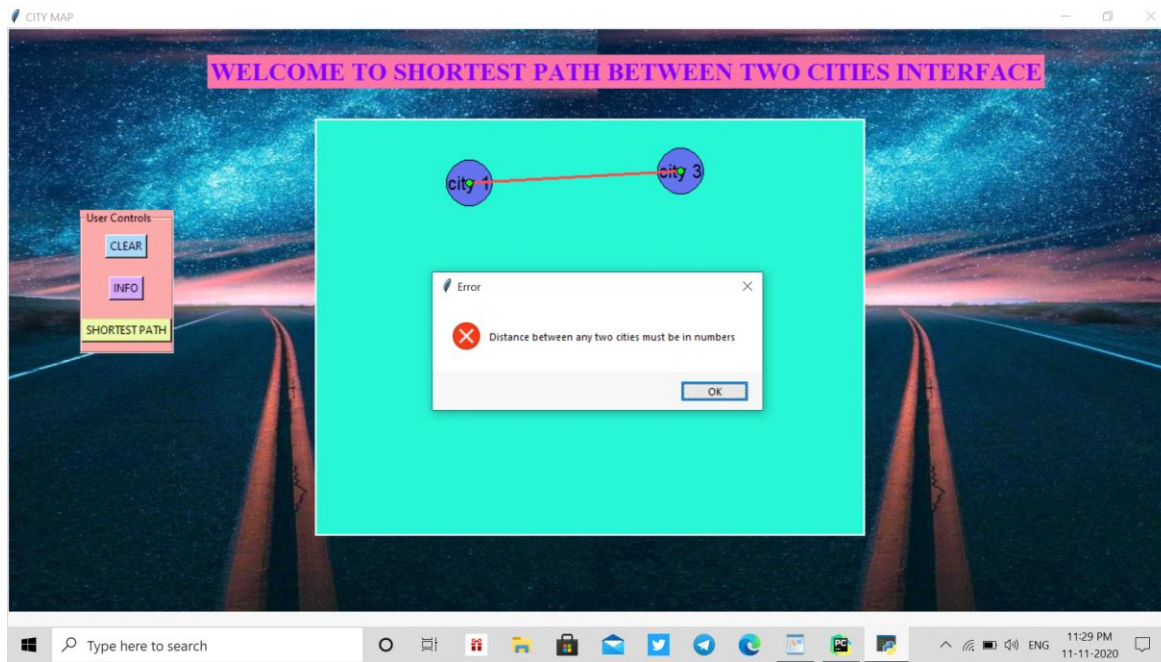 CITY MAP
WELCOME TO SHORTEST PATH BETWEEN TWO CITIES INTERFACE
city 1
city 3
User Controls
CLEAR
INFO
SHORTEST PATH
Error
Distance between any two cities must be in numbers
OK
Type here to search
PC
ENG
11:29 PM
11-11-2020